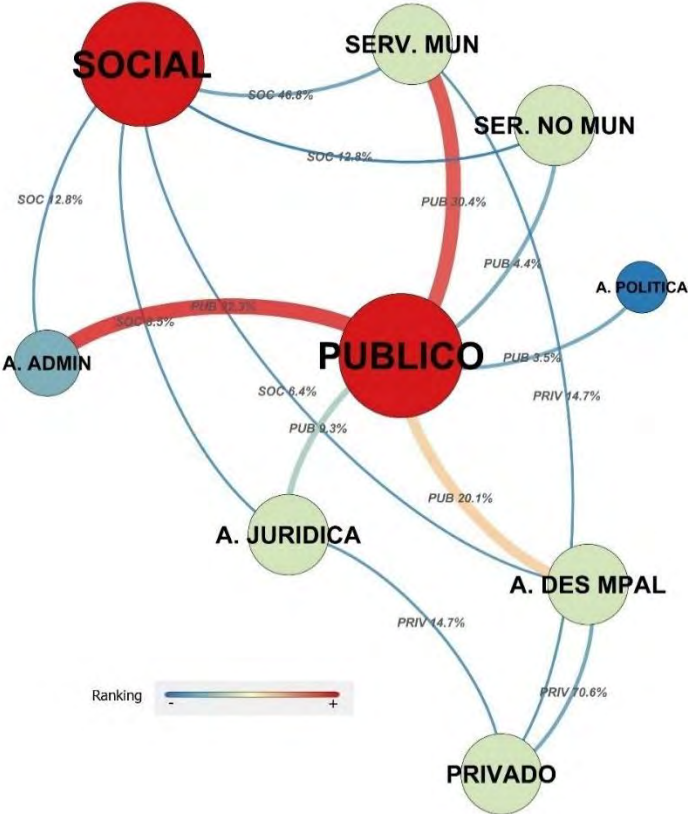 SOCIAL
SERV. MUN
SOC 46.8%
SER. NO MUN
SOC 12.8%
SOC 12.8%
PUB 30.4%
PUB 4.4%
A. POLITICA
PUB 32.3%
SOC 8.5%
A. ADMIN
PUBLICO
PUB 3.5%
SOC 6.4%
PRIV 14.7%
PUB 9.3%
PUB 20.1%
A. JURIDICA
A. DES MPAL
PRIV 14.7%
Ranking
- +
PRIV 70.6%
PRIVADO